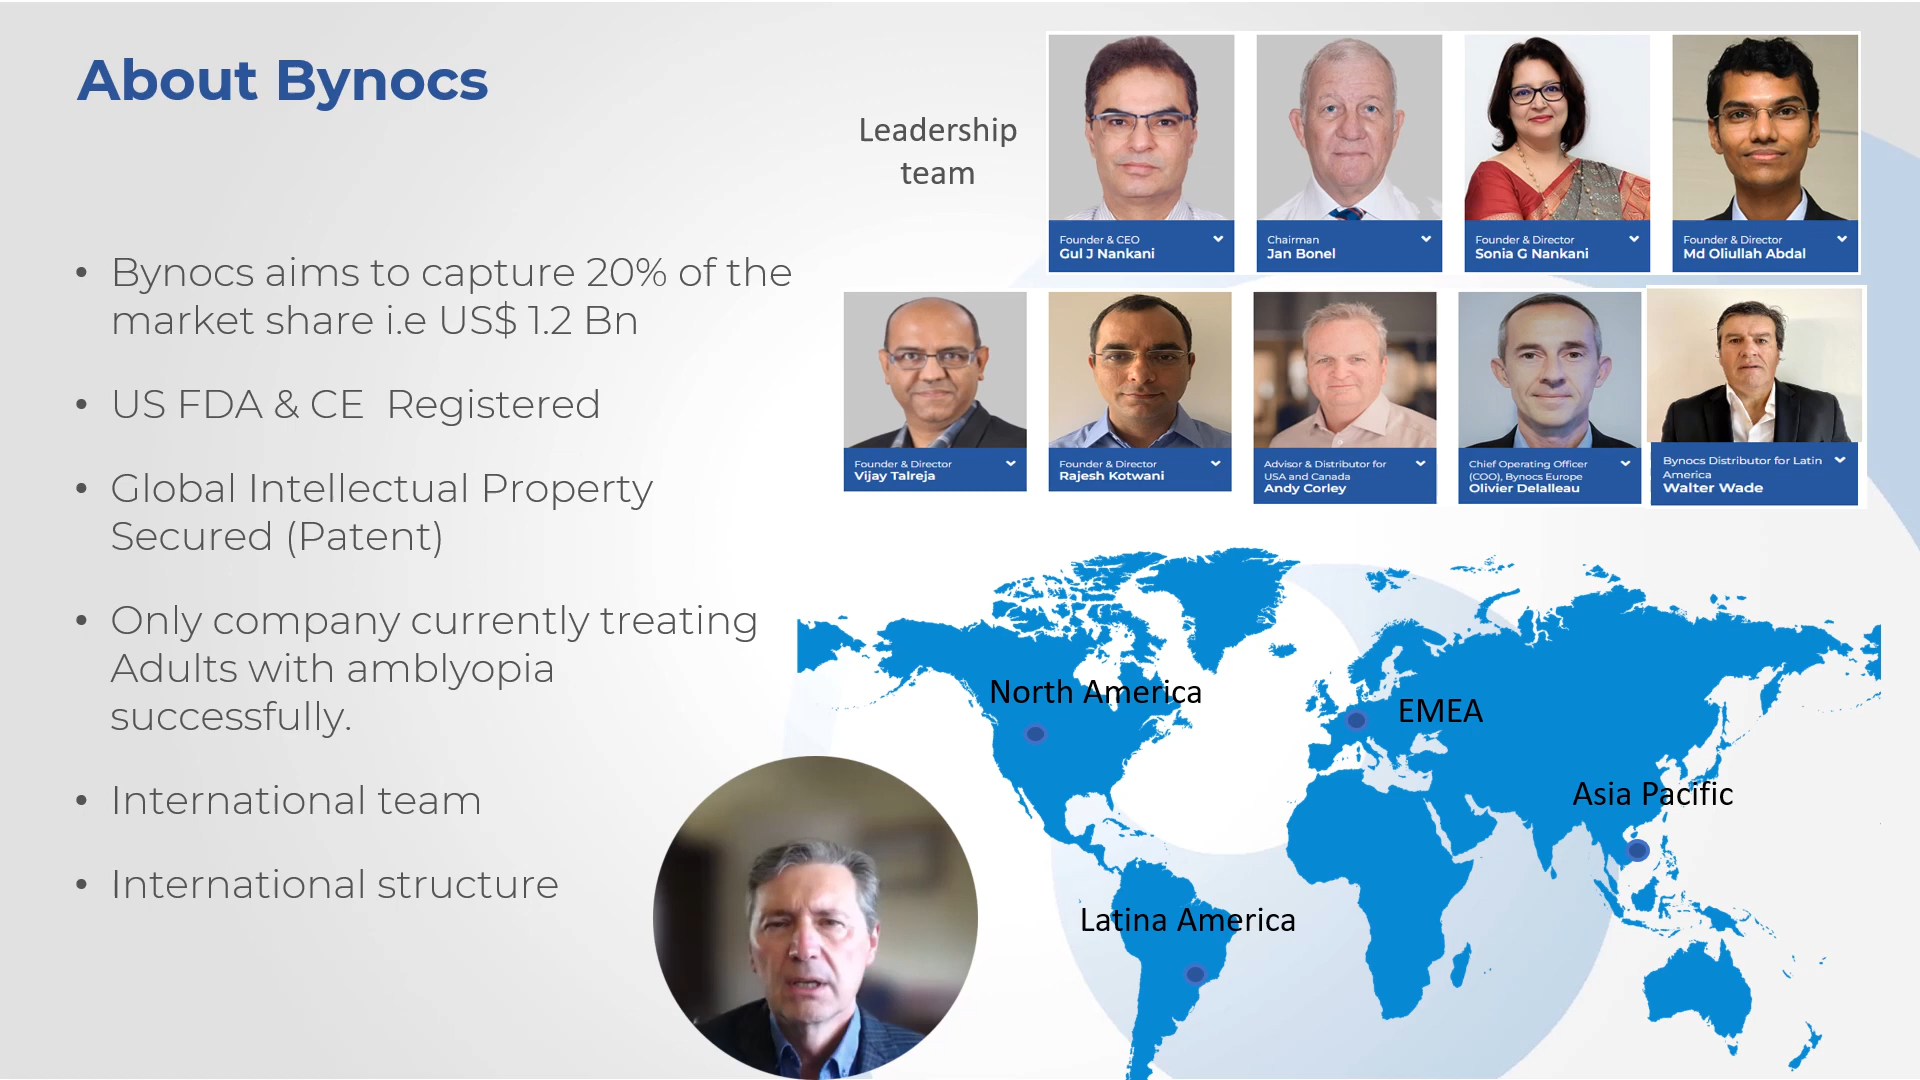 About Bynocs
Leadership
team
Founder & CEO
Gul J Nankani
Chairman
Jan Bonel
Founder & Director
Sonia G Nankani
Founder & Director
Md Oliullah Abdal
Founder & Director
Vijay Talreja
Founder & Director
Rajesh Kotwani
Advisor & Distributor for
USA and Canada
Andy Corley
Chief Operating Officer
(COO), Bynocs Europe
Olivier Delalleau
Bynocs Distributor for Latin
America
Walter Wade
• Bynocs aims to capture 20% of the
market share i.e US$ 1.2 Bn
• US FDA & CE  Registered
• Global Intellectual Property
Secured (Patent)
• Only company currently treating
Adults with amblyopia
successfully.
• International team
• International structure
North America
EMEA
Asia Pacific
Latina America